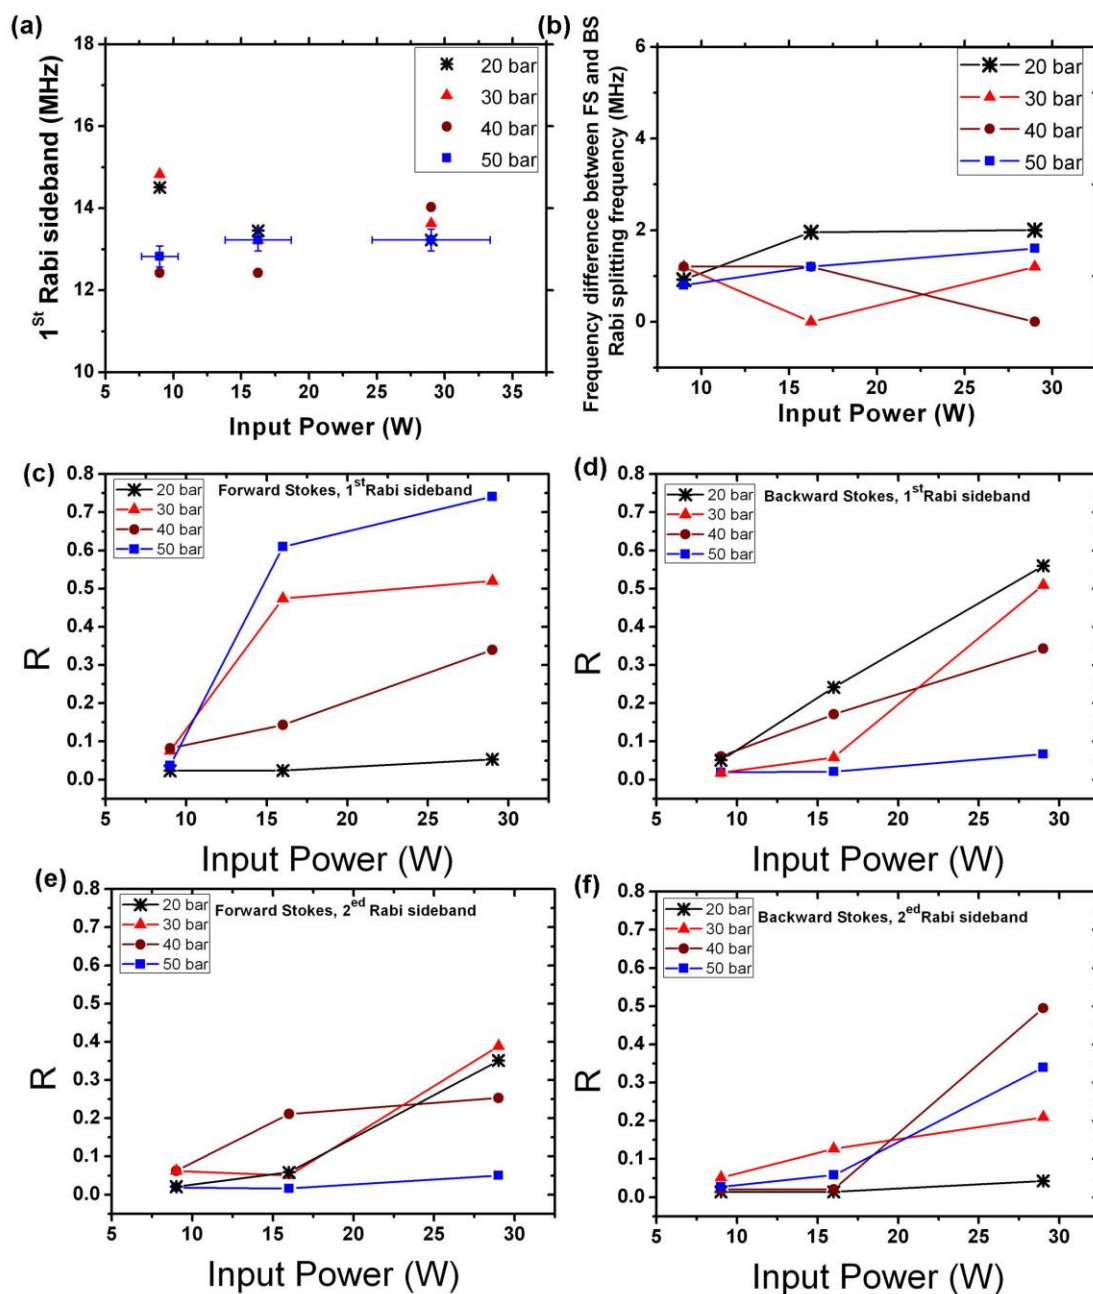 (a)
1St Rabi sideband (MHz)
18
16
14
12
10
20 bar
30 bar
40 bar
50 bar
5 10 15 20 25 30 35
Input Power (W)
(b)
Frequency difference between FS and BS
Rabi splitting frequency (MHz)
6
4
2
0
20 bar
30 bar
40 bar
50 bar
10 15 20 25 30
Input Power (W)
(c)
R
0.8
0.7
0.6
0.5
0.4
0.3
0.2
0.1
0.0
20 bar
30 bar
40 bar
50 bar
Forward Stokes, 1st Rabi sideband
5 10 15 20 25 30
Input Power (W)
(d)
R
0.8
0.7
0.6
0.5
0.4
0.3
0.2
0.1
0.0
20 bar
30 bar
40 bar
50 bar
Backward Stokes, 1st Rabi sideband
5 10 15 20 25 30
Input Power (W)
(e)
R
0.8
0.7
0.6
0.5
0.4
0.3
0.2
0.1
0.0
20 bar
30 bar
40 bar
50 bar
Forward Stokes, 2ed Rabi sideband
5 10 15 20 25 30
Input Power (W)
(f)
R
0.8
0.7
0.6
0.5
0.4
0.3
0.2
0.1
0.0
20 bar
30 bar
40 bar
50 bar
Backward Stokes, 2ed Rabi sideband
5 10 15 20 25 30
Input Power (W)